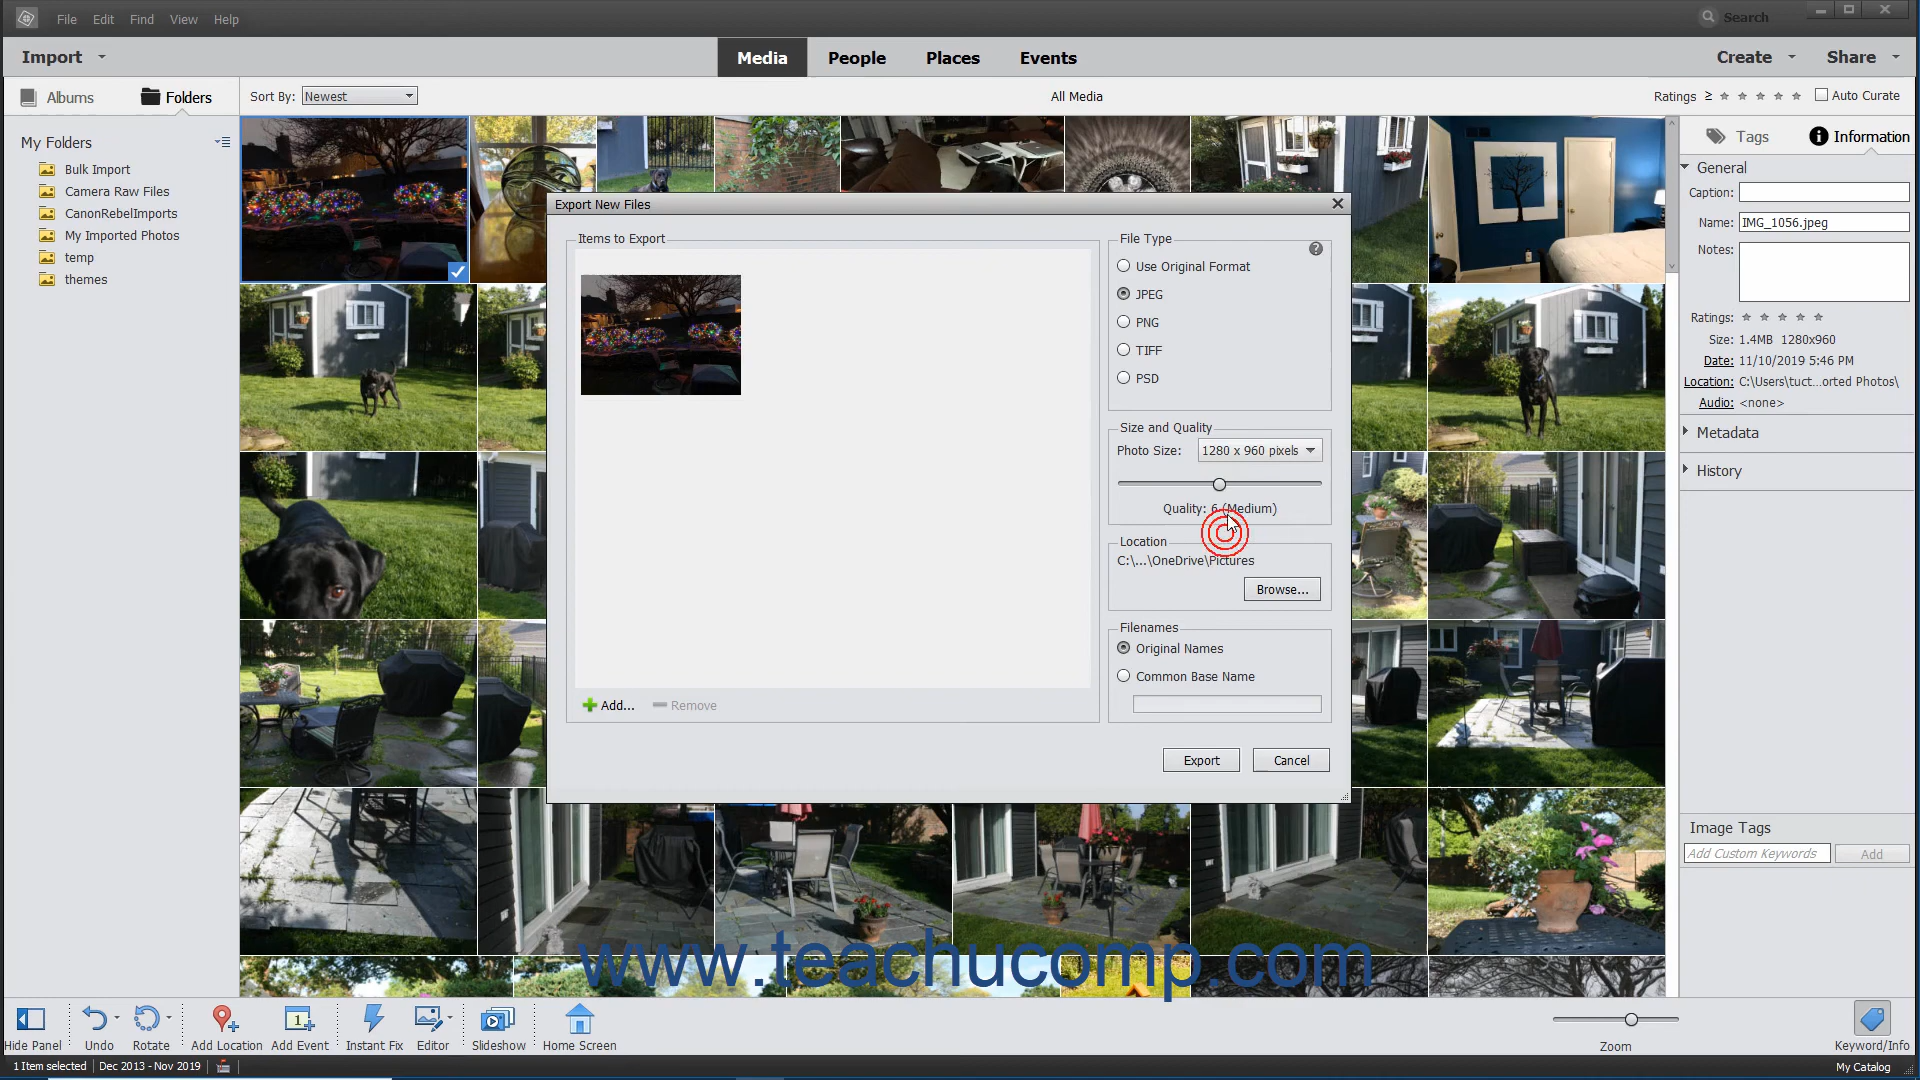 File Edit Find View Help
Search
Import
Media People Places Events
Create Share
Albums Folders
Sort By: Newest
All Media
Ratings ≥
Auto Curate
My Folders
Bulk Import
Camera Raw Files
CanonRebelImports
My Imported Photos
temp
themes
Export New Files
Items to Export
Add...
Remove
File Type
Use Original Format
JPEG
PNG
TIFF
PSD
Size and Quality
Photo Size: 1280 x 960 pixels
Quality: 6 (Medium)
Location
C:\...\OneDrive\Pictures
Browse...
Filenames
Original Names
Common Base Name
Export
Cancel
Tags
Information
General
Caption:
Name: IMG_1056.jpeg
Notes:
Ratings:
Size: 1.4MB 1280x960
Date: 11/10/2019 5:46 PM
Location: C:\Users\tuct...orted Photos\
Audio: <none>
Metadata
History
Image Tags
Add Custom Keywords
Add
www.teachucomp.com
Hide Panel
Undo
Rotate
Add Location
1
Add Event
Instant Fix
Editor
Slideshow
Home Screen
Zoom
Keyword/Info
1 Item selected
Dec 2013 - Nov 2019
My Catalog